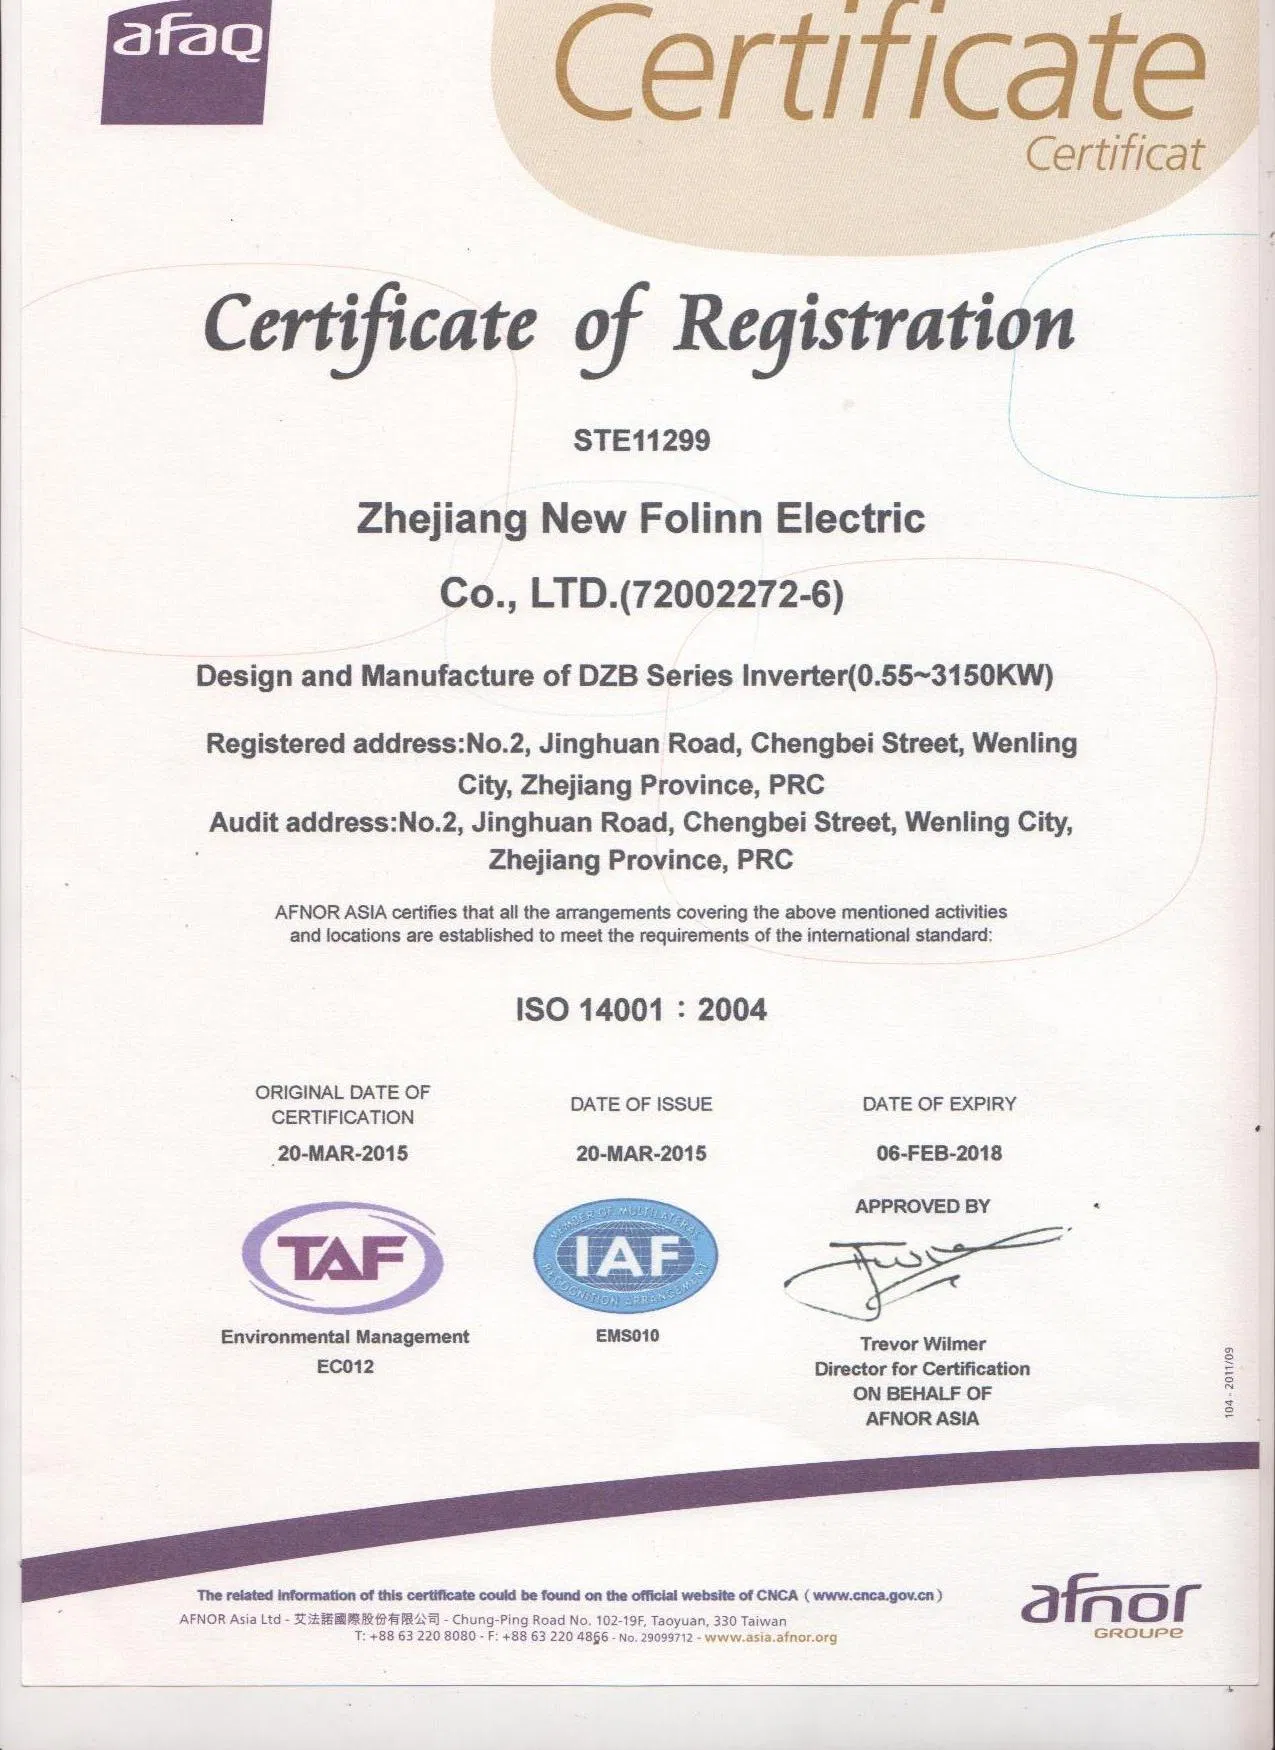 afaq
Certificate
Certificat
Certificate of Registration
STE11299
Zhejiang New Folinn Electric
Co., LTD.(72002272-6)
Design and Manufacture of DZB Series Inverter(0.55~3150KW)
Registered address:No.2, Jinghuan Road, Chengbei Street, Wenling
City, Zhejiang Province, PRC
Audit address:No.2, Jinghuan Road, Chengbei Street, Wenling City,
Zhejiang Province, PRC
AFNOR ASIA certifies that all the arrangements covering the above mentioned activities
and locations are established to meet the requirements of the international standard:
ISO 14001：2004
ORIGINAL DATE OF
CERTIFICATION
20-MAR-2015
DATE OF ISSUE
20-MAR-2015
DATE OF EXPIRY
06-FEB-2018
TAF
Environmental Management
EC012
MEMBER OF MULTILATERAL
IAF
RECOGNITION ARRANGEMENT
EMS010
APPROVED BY
Trevor Wilmer
Director for Certification
ON BEHALF OF
AFNOR ASIA
104 - 2011/09
The related information of this certificate could be found on the official website of CNCA（www.cnca.gov.cn）
AFNOR Asia Ltd - 艾法諾國際股份有限公司 - Chung-Ping Road No. 102-19F, Taoyuan, 330 Taiwan
T: +88 63 220 8080 - F: +88 63 220 4866 - No. 29099712 - www.asia.afnor.org
afnor
GROUPE